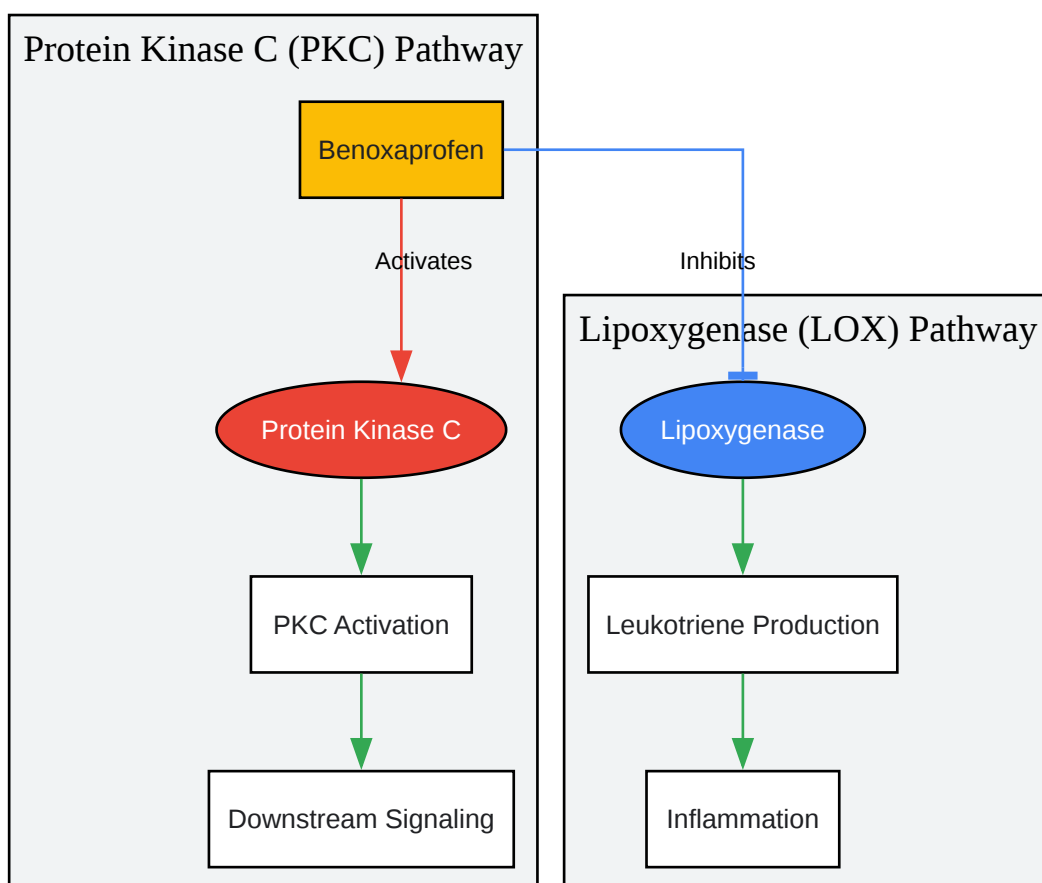 Protein Kinase C (PKC) Pathway
Benoxaprofen
Activates
Inhibits
Lipoxygenase (LOX) Pathway
Protein Kinase C
Lipoxygenase
PKC Activation
Leukotriene Production
Downstream Signaling
Inflammation